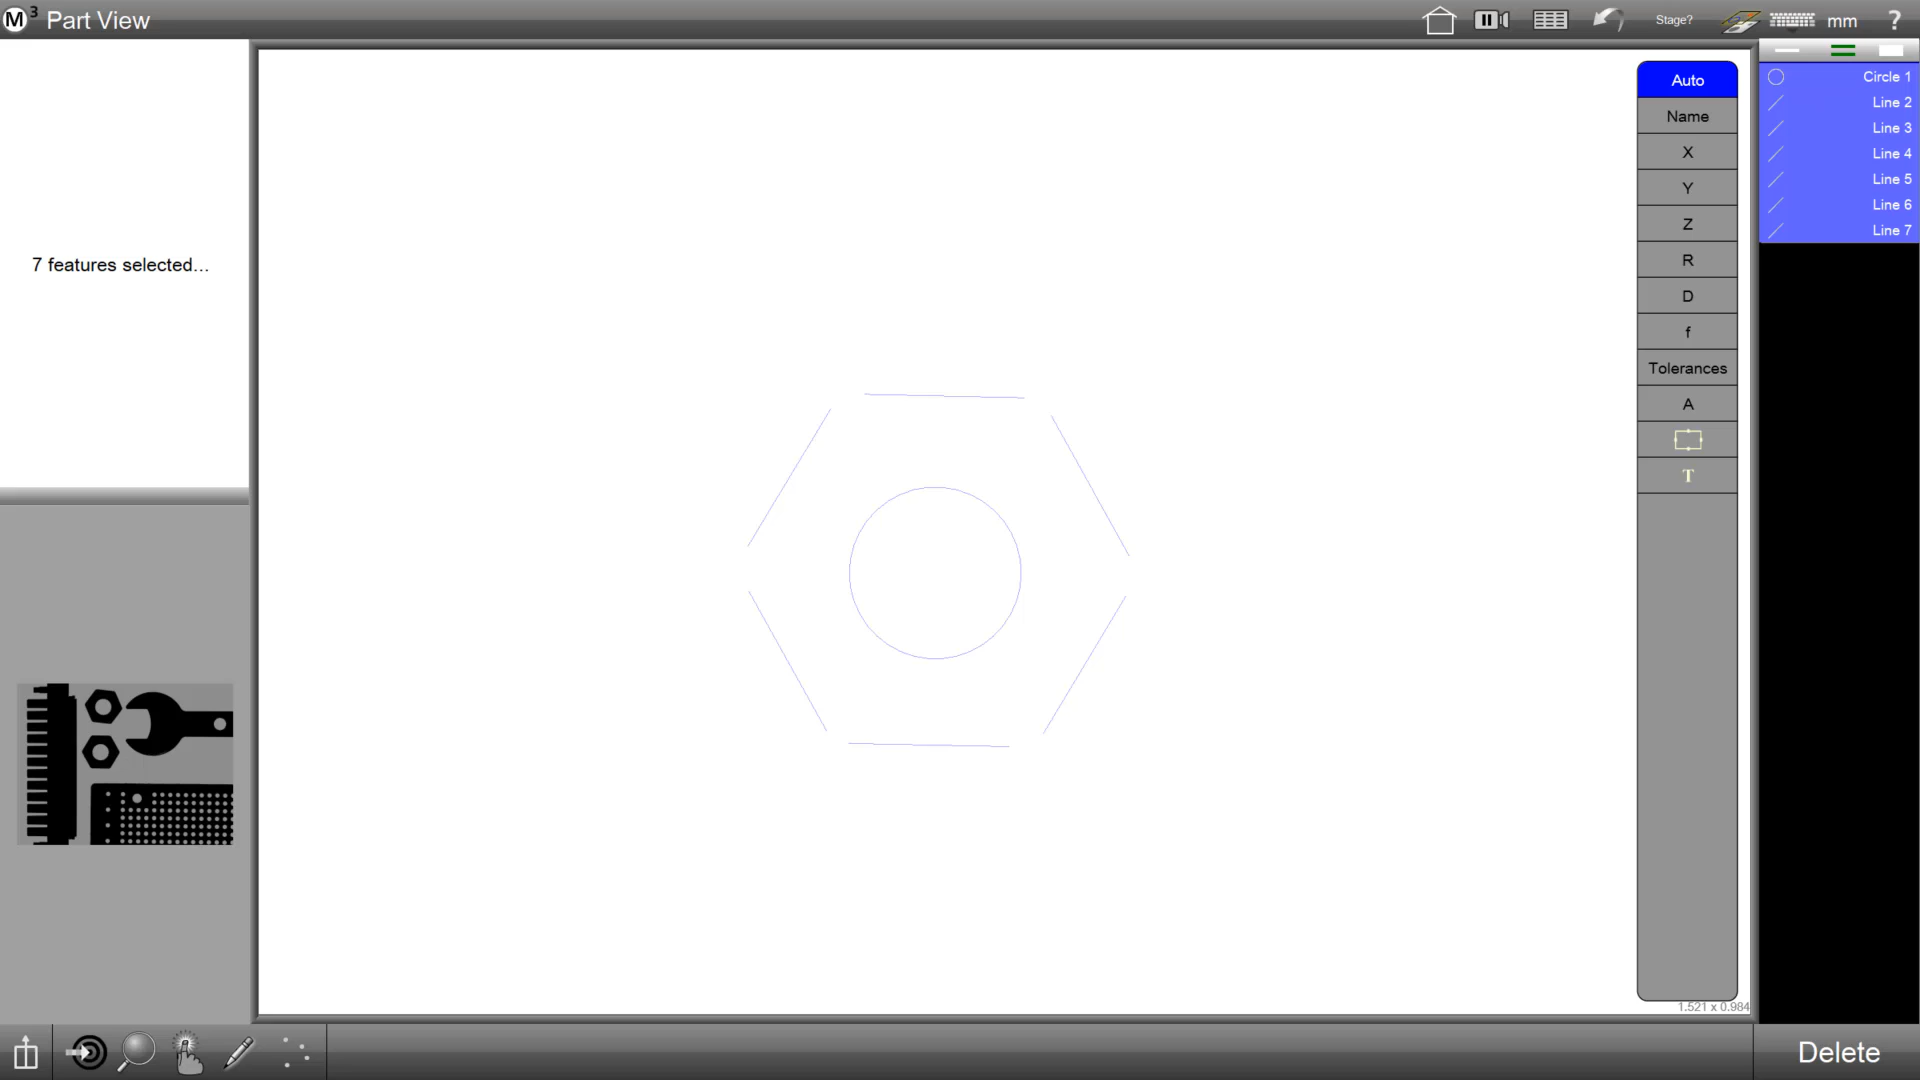 M3 Part View
Stage?
mm
?
7 features selected...
Auto
Name
X
Y
Z
R
D
f
Tolerances
A
T
1.521 x 0.984
Circle 1
Line 2
Line 3
Line 4
Line 5
Line 6
Line 7
Delete